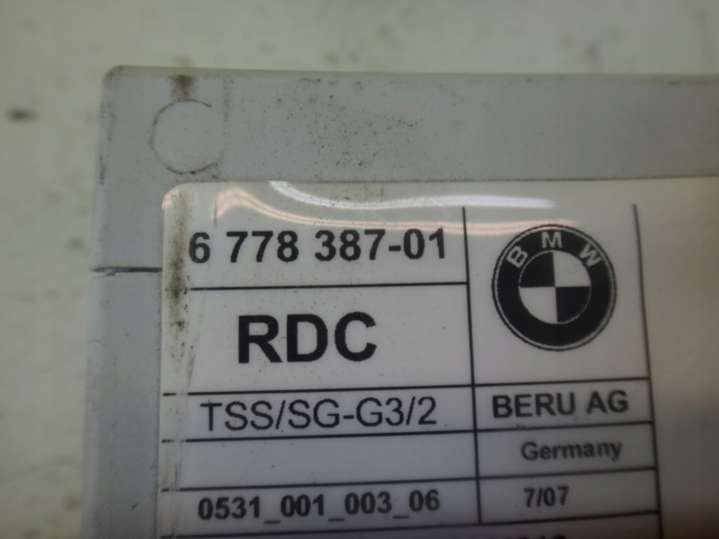 6 778 387-01
BMW
RDC
TSS/SG-G3/2
BERU AG
Germany
0531_001_003_06
7/07